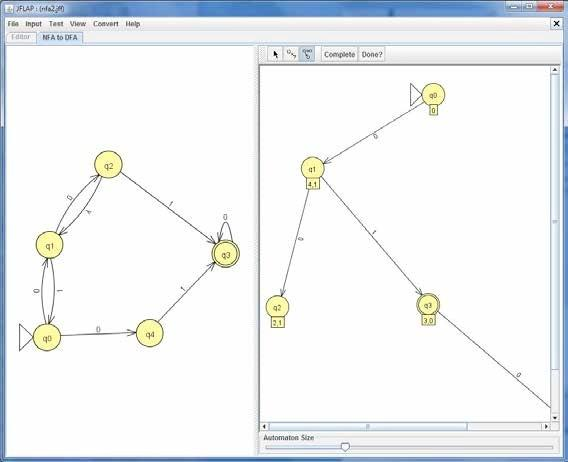 JFLAP : (nfa2.jff)
File Input Test View Convert Help
Editor NFA to DFA
Complete Done?
q0
0
0
q1
4,1
0
1
q2
2,1
q3
3,0
0
q2
0
λ
1
0
q3
q1
0
1
1
q0
0
q4
Automaton Size